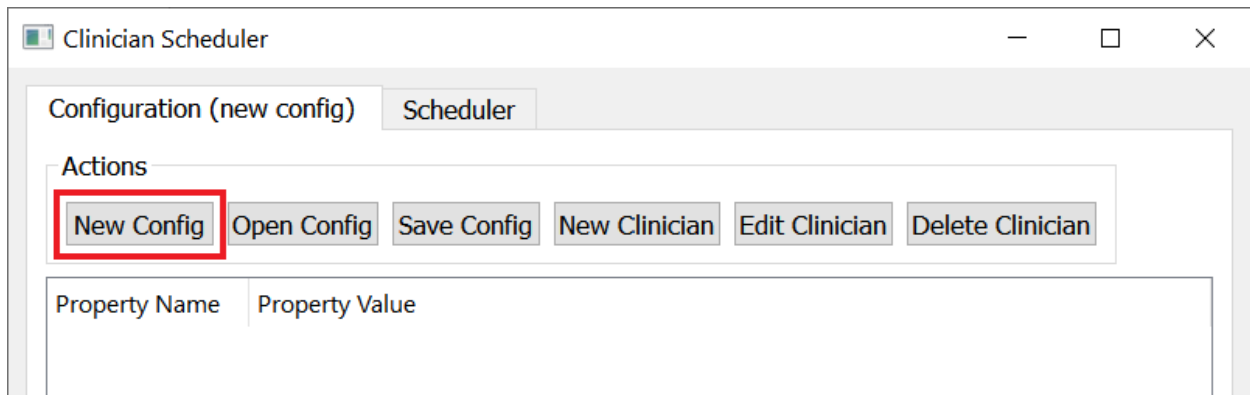 Clinician Scheduler
Configuration (new config) Scheduler
Actions
New Config Open Config Save Config New Clinician Edit Clinician Delete Clinician
Property Name Property Value